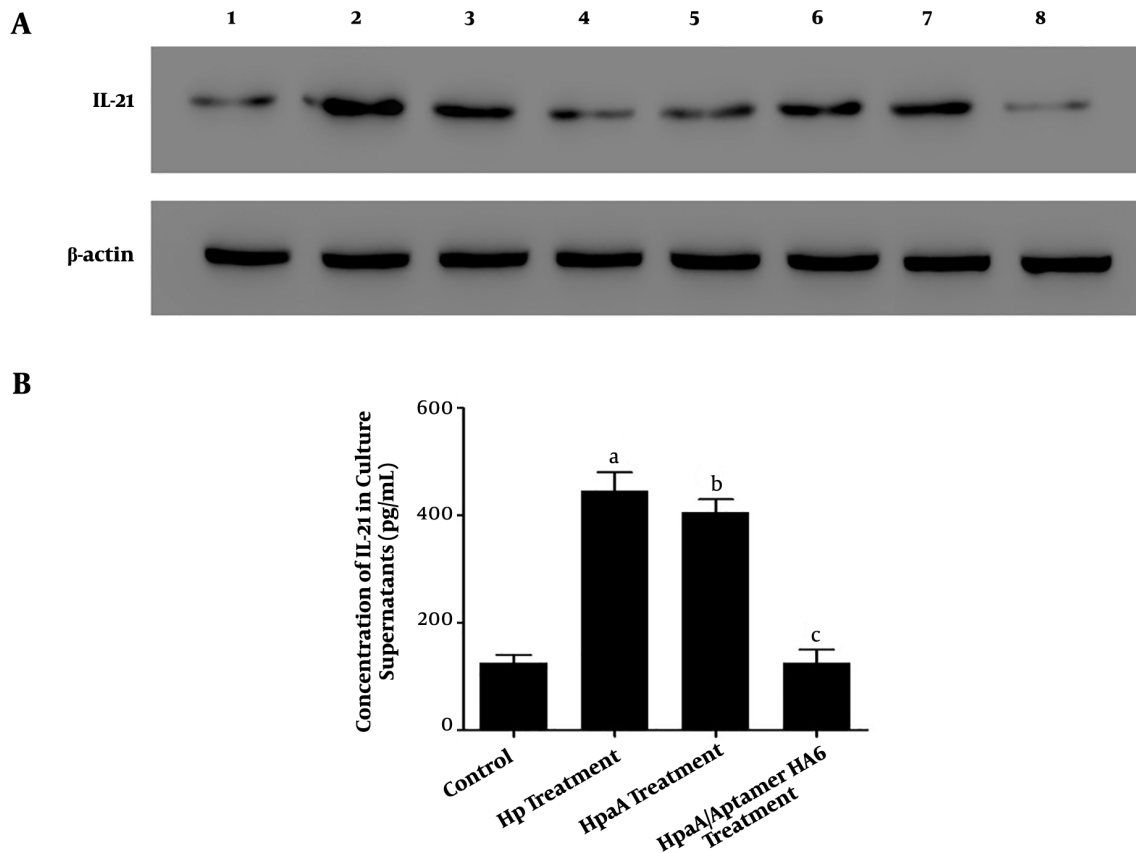 A
1 2 3 4 5 6 7 8
IL-21
β-actin
B
Concentration of IL-21 in Culture
Supernatants (pg/mL)
600
400
200
0
a
b
c
Control
Hp Treatment
HpaA Treatment
HpaA/Aptamer HA6
Treatment